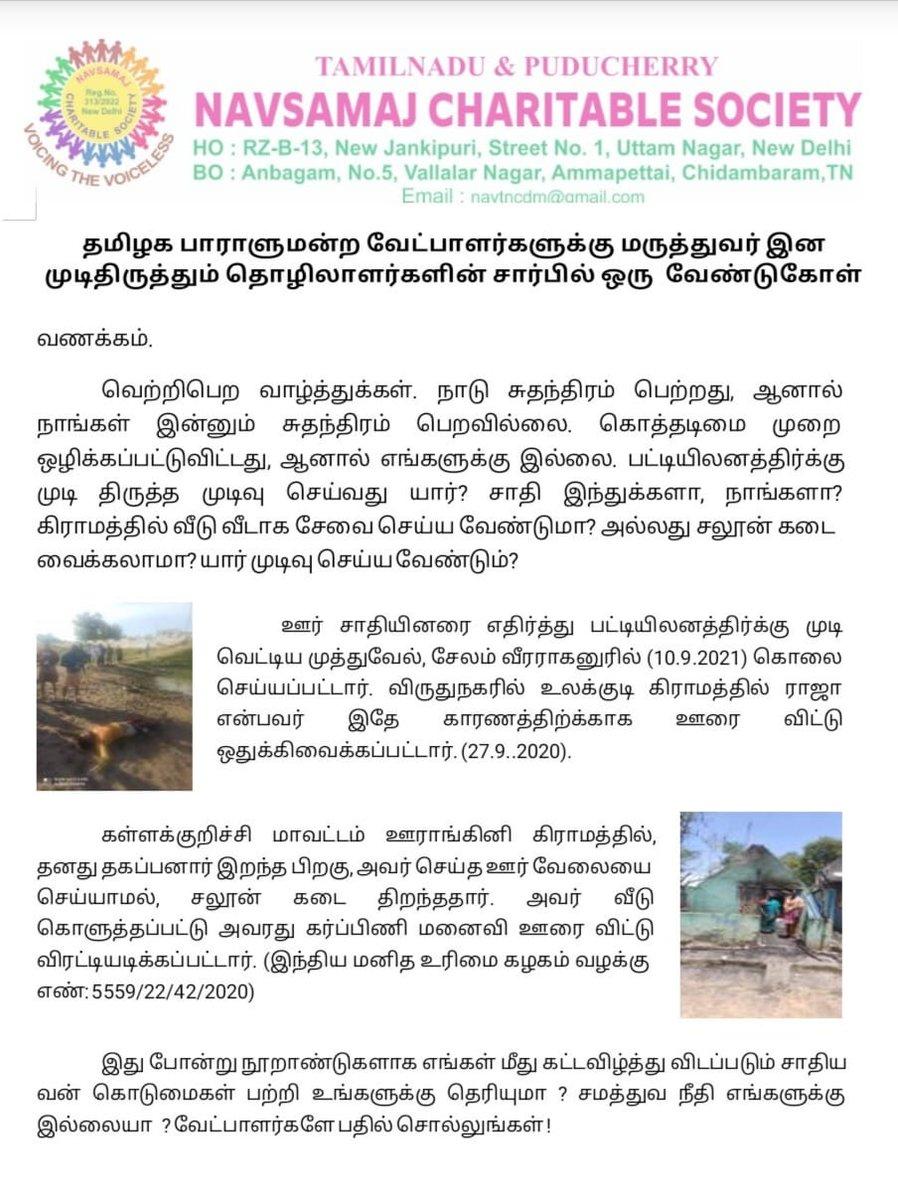 NAVSAMAJ
CHARITABLE SOCIETY
Reg.No.
313/2022
New Delhi
VOICING THE VOICELESS
TAMILNADU & PUDUCHERRY
NAVSAMAJ CHARITABLE SOCIETY
HO : RZ-B-13, New Jankipuri, Street No. 1, Uttam Nagar, New Delhi
BO : Anbagam, No.5, Vallalar Nagar, Ammapettai, Chidambaram,TN
Email : navtncdm@gmail.com
தமிழக பாராளுமன்ற வேட்பாளர்களுக்கு மருத்துவர் இன
முடிதிருத்தும் தொழிலாளர்களின் சார்பில் ஒரு வேண்டுகோள்
வணக்கம்.
வெற்றிபெற வாழ்த்துக்கள். நாடு சுதந்திரம் பெற்றது, ஆனால்
நாங்கள் இன்னும் சுதந்திரம் பெறவில்லை. கொத்தடிமை முறை
ஒழிக்கப்பட்டுவிட்டது, ஆனால் எங்களுக்கு இல்லை. பட்டியிலனத்திர்க்கு
முடி திருத்த முடிவு செய்வது யார்? சாதி இந்துக்களா, நாங்களா?
கிராமத்தில் வீடு வீடாக சேவை செய்ய வேண்டுமா? அல்லது சலூன் கடை
வைக்கலாமா? யார் முடிவு செய்ய வேண்டும்?
ஊர் சாதியினரை எதிர்த்து பட்டியிலனத்திர்க்கு முடி
வெட்டிய முத்துவேல், சேலம் வீரராகனுரில் (10.9.2021) கொலை
செய்யப்பட்டார். விருதுநகரில் உலக்குடி கிராமத்தில் ராஜா
என்பவர் இதே காரணத்திற்க்காக ஊரை விட்டு
ஒதுக்கிவைக்கப்பட்டார். (27.9..2020).
கள்ளக்குறிச்சி மாவட்டம் ஊராங்கினி கிராமத்தில்,
தனது தகப்பனார் இறந்த பிறகு, அவர் செய்த ஊர் வேலையை
செய்யாமல், சலூன் கடை திறந்ததார். அவர் வீடு
கொளுத்தப்பட்டு அவரது கர்ப்பிணி மனைவி ஊரை விட்டு
விரட்டியடிக்கப்பட்டார். (இந்திய மனித உரிமை கழகம் வழக்கு
எண்: 5559/22/42/2020)
இது போன்று நூறாண்டுகளாக எங்கள் மீது கட்டவிழ்த்து விடப்படும் சாதிய
வன் கொடுமைகள் பற்றி உங்களுக்கு தெரியுமா ? சமத்துவ நீதி எங்களுக்கு
இல்லையா ? வேட்பாளர்களே பதில் சொல்லுங்கள் !